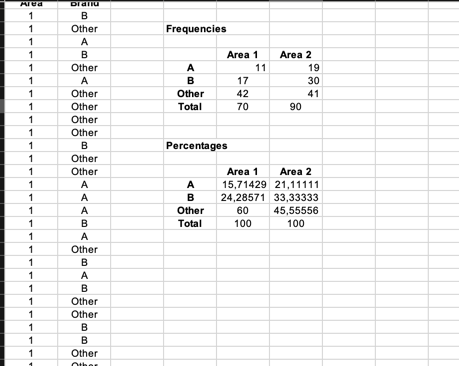 Area Brand
1 B
1 Other Frequencies
1 A
1 B Area 1 Area 2
1 Other A 11 19
1 A B 17 30
1 Other Other 42 41
1 Other Total 70 90
1 Other
1 Other
1 B Percentages
1 Other
1 Other Area 1 Area 2
1 A A 15,71429 21,11111
1 A B 24,28571 33,33333
1 A Other 60 45,55556
1 B Total 100 100
1 A
1 Other
1 B
1 A
1 B
1 Other
1 Other
1 B
1 B
1 Other
1 Other